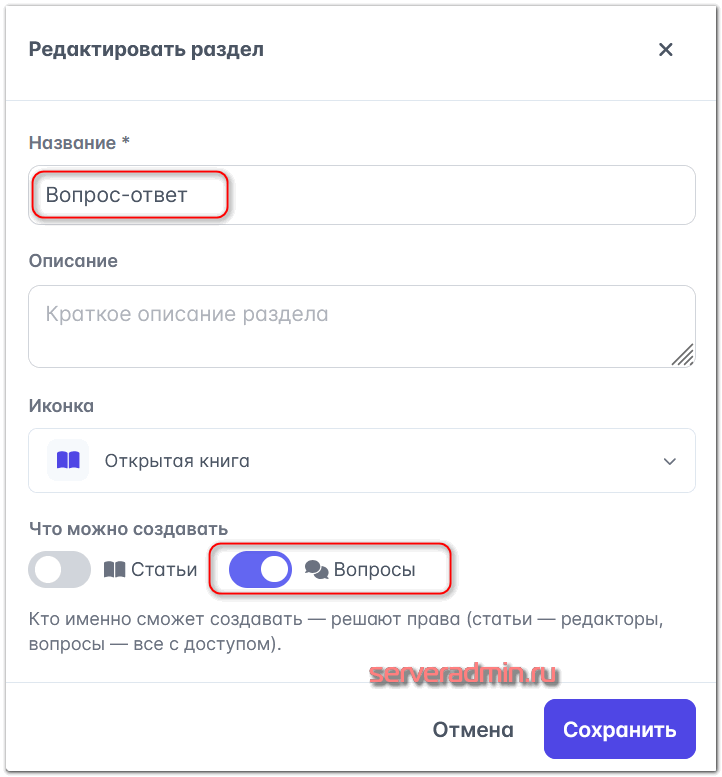 Редактировать раздел
Название *
Вопрос-ответ
Описание
Краткое описание раздела
Иконка
Открытая книга
Что можно создавать
Статьи Вопросы
Кто именно сможет создавать — решают права (статьи — редакторы,
вопросы — все с доступом).
serveradmin.ru
Отмена Сохранить